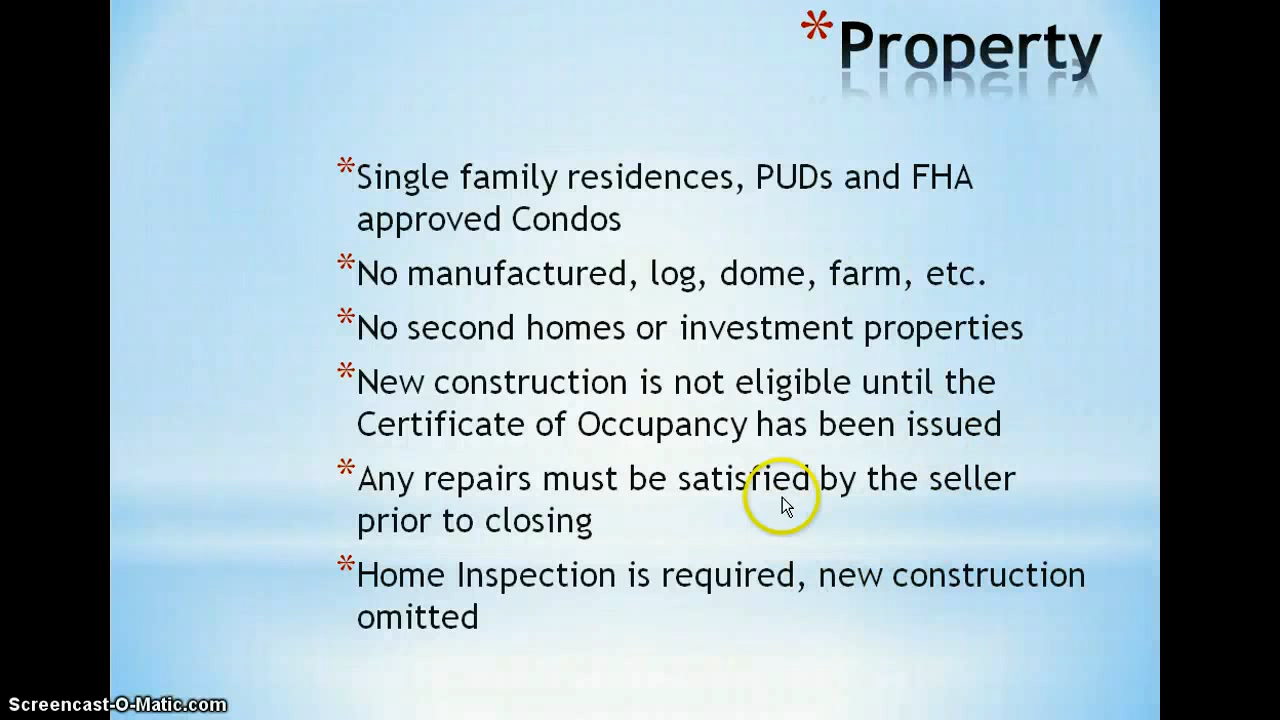 * Property
* Single family residences, PUDs and FHA
approved Condos
* No manufactured, log, dome, farm, etc.
* No second homes or investment properties
* New construction is not eligible until the
Certificate of Occupancy has been issued
* Any repairs must be satisfied by the seller
prior to closing
* Home Inspection is required, new construction
omitted
Screencast-O-Matic.com